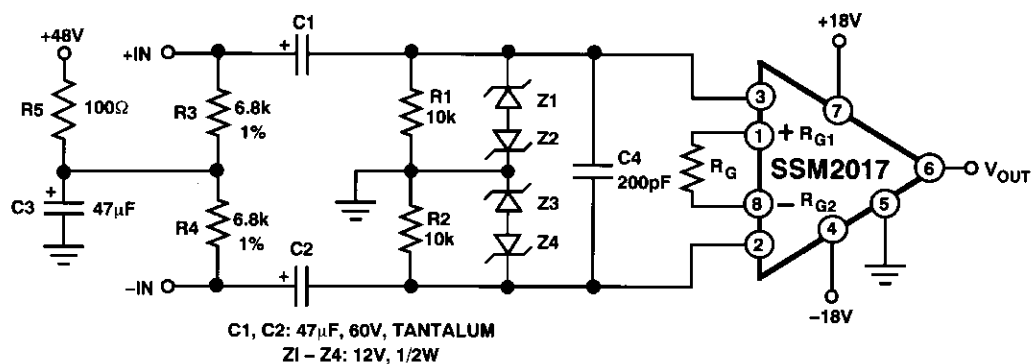 +48V
R5
100Ω
C3
+
47μF
+IN
–IN
R3
6.8k
1%
R4
6.8k
1%
C1
+
C2
+
R1
10k
R2
10k
Z1
Z2
Z3
Z4
C4
200pF
RG
3
1
+ RG1
SSM2017
8
– RG2
2
+18V
7
6
VOUT
5
4
–18V
C1, C2: 47μF, 60V, TANTALUM
ZI – Z4: 12V, 1/2W